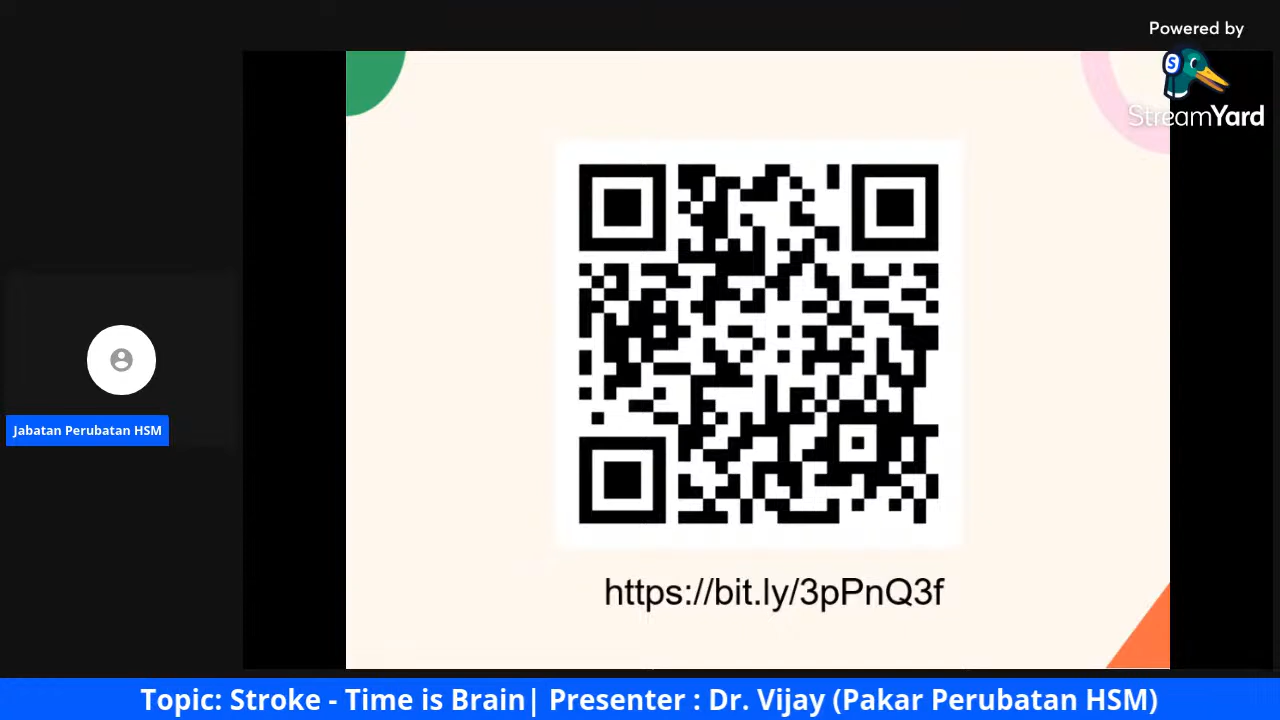 Powered by
StreamYard
Jabatan Perubatan HSM
https://bit.ly/3pPnQ3f
Topic: Stroke - Time is Brain| Presenter : Dr. Vijay (Pakar Perubatan HSM)